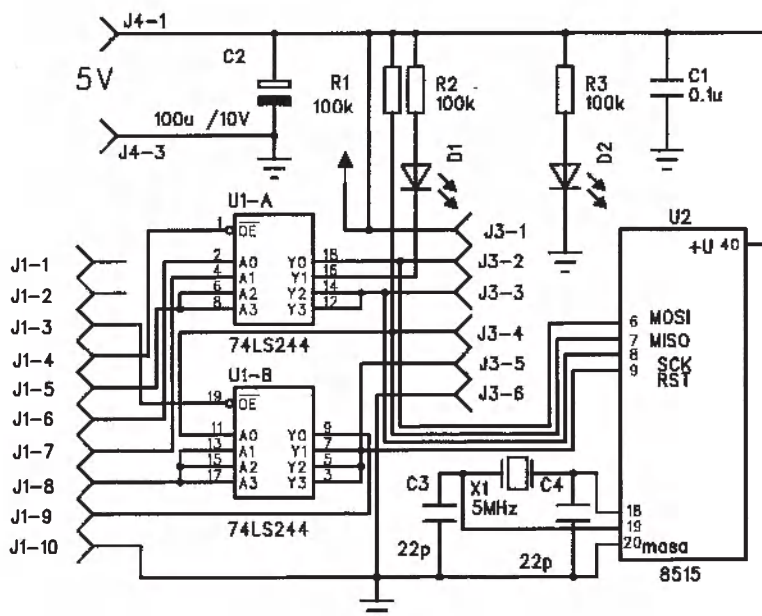 J4-1
5V
C2
100u /10V
J4-3
R1
100k
R2
100k
R3
100k
C1
0.1u
D1
D2
U1-A
1
OE
2 A0 Y0 18
4 A1 Y1 16
6 A2 Y2 14
8 A3 Y3 12
74LS244
U1-B
19
OE
11 A0 Y0 9
13 A1 Y1 7
15 A2 Y2 5
17 A3 Y3 3
74LS244
J1-1
J1-2
J1-3
J1-4
J1-5
J1-6
J1-7
J1-8
J1-9
J1-10
J3-1
J3-2
J3-3
J3-4
J3-5
J3-6
U2
+U 40
6 MOSI
7 MISO
8 SCK
9 RST
18
19
20 masa
8515
C3
22p
X1
5MHz
C4
22p